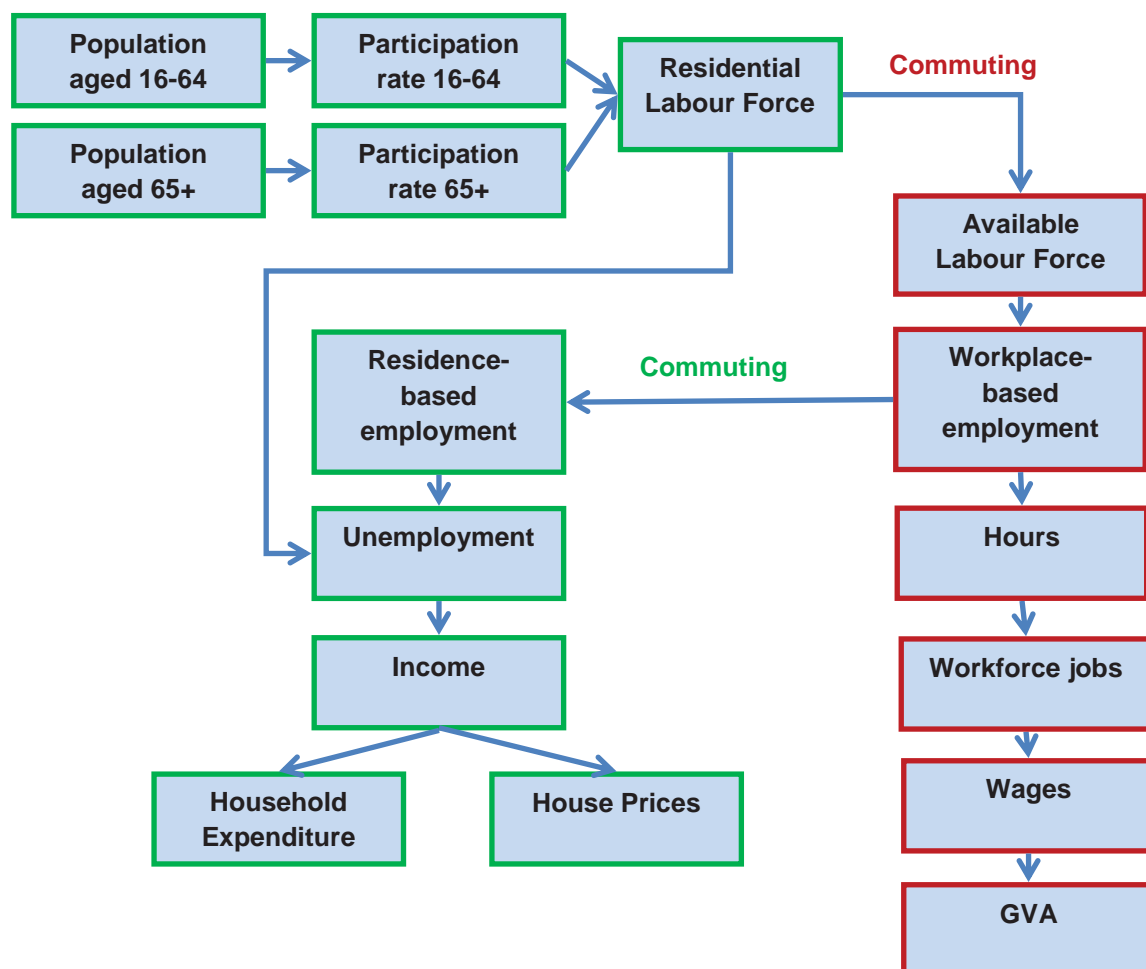 Population
aged 16-64
Participation
rate 16-64
Residential
Labour Force
Commuting
Population
aged 65+
Participation
rate 65+
Available
Labour Force
Residence-
based
employment
Commuting
Workplace-
based
employment
Unemployment
Hours
Income
Workforce jobs
Household
Expenditure
House Prices
Wages
GVA